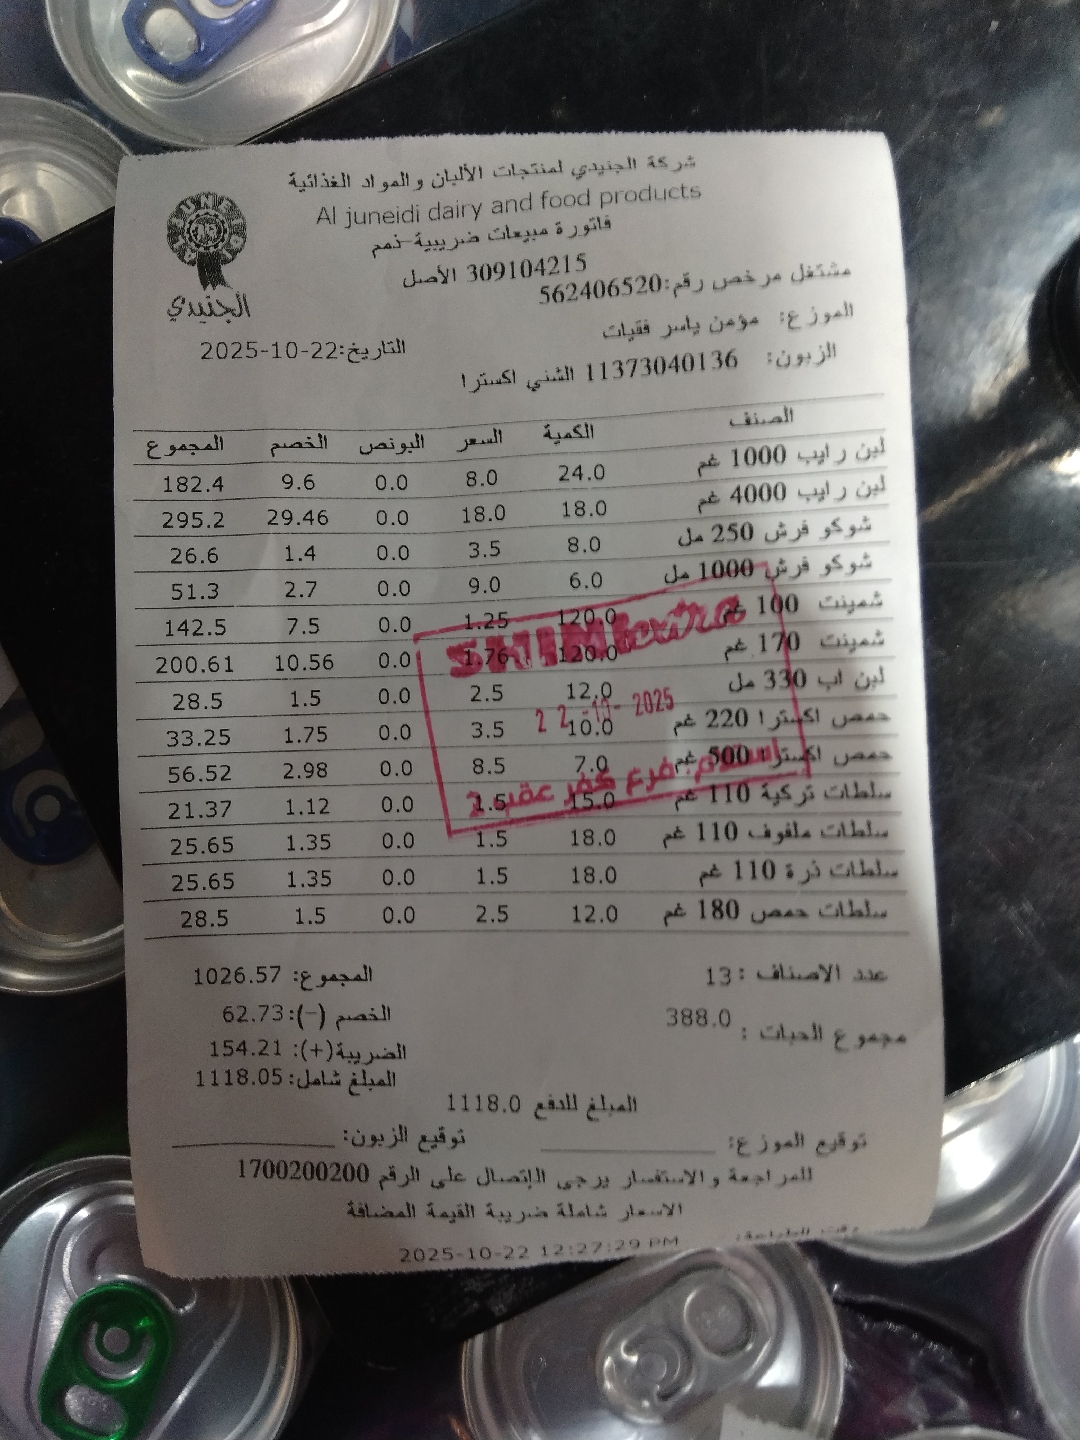 شركة الجنيدي لمنتجات الألبان والمواد الغذائية
Al juneidi dairy and food products
فاتورة مبيعات ضريبية-ذمم
309104215 الأصل
مشتغل مرخص رقم:562406520
الجنيدي
الموزع: مؤمن ياسر فقيات
التاريخ:2025-10-22
الزبون: 11373040136 الشني اكسترا
الصنف الكمية السعر البونص الخصم المجموع
لبن رايب 1000 غم 24.0 8.0 0.0 9.6 182.4
لبن رايب 4000 غم 18.0 18.0 0.0 29.46 295.2
شوكو فرش 250 مل 8.0 3.5 0.0 1.4 26.6
شوكو فرش 1000 مل 6.0 9.0 0.0 2.7 51.3
شمينت 100 غم 120.0 1.25 0.0 7.5 142.5
شمينت 170 غم 120.0 1.76 0.0 10.56 200.61
لبن اب 330 مل 12.0 2.5 0.0 1.5 28.5
حمص اكسترا 220 غم 10.0 3.5 0.0 1.75 33.25
حمص اكسترا 500 غم 7.0 8.5 0.0 2.98 56.52
سلطات تركية 110 غم 15.0 1.5 0.0 1.12 21.37
سلطات ملفوف 110 غم 18.0 1.5 0.0 1.35 25.65
سلطات ذرة 110 غم 18.0 1.5 0.0 1.35 25.65
سلطات حمص 180 غم 12.0 2.5 0.0 1.5 28.5
extra
2025
استلام فرع كفر عقب 2
عدد الاصناف :13
المجموع: 1026.57
مجموع الحبات : 388.0
الخصم (-):62.73
الضريبة(+): 154.21
المبلغ شامل:1118.05
المبلغ للدفع 1118.0
توقيع الموزع:
توقيع الزبون:
للمراجعة والاستفسار يرجى الإتصال على الرقم 1700200200
الاسعار شاملة ضريبة القيمة المضافة
2025-10-22 12:27:29 PM